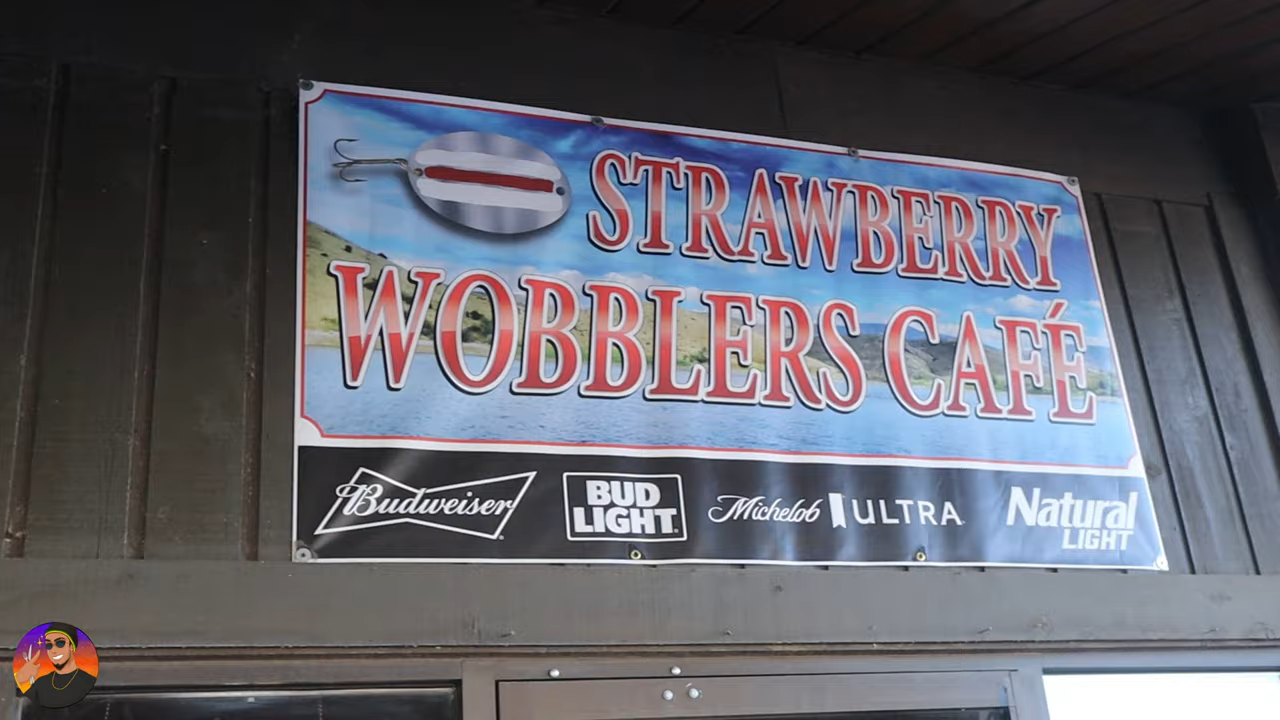 STRAWBERRY
WOBBLERS CAFÉ
Budweiser
BUD
LIGHT
Michelob ULTRA
Natural
LIGHT